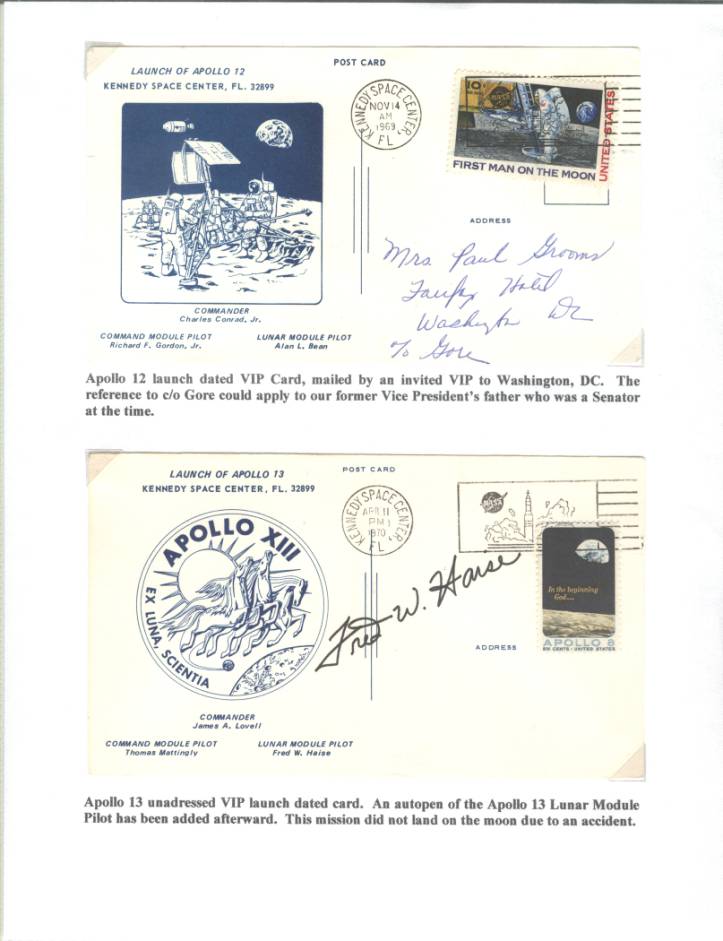 LAUNCH OF APOLLO 12
KENNEDY SPACE CENTER, FL. 32899
POST CARD
KENNEDY SPACE CENTER,
NOV 14
AM
1969
FL
10¢
NASA
UNITED STATES
FIRST MAN ON THE MOON
ADDRESS
Mrs Paul Grooms
Fairfax Hotel
Washington DC
c/o Gore
COMMANDER
Charles Conrad, Jr.
COMMAND MODULE PILOT LUNAR MODULE PILOT
Richard F. Gordon, Jr. Alan L. Bean
Apollo 12 launch dated VIP Card, mailed by an invited VIP to Washington, DC. The
reference to c/o Gore could apply to our former Vice President's father who was a Senator
at the time.
LAUNCH OF APOLLO 13
KENNEDY SPACE CENTER, FL. 32899
POST CARD
KENNEDY SPACE CENTER,
APR 11
PM
1970
FL
NASA
APOLLO XIII
EX LUNA, SCIENTIA
Fred W. Haise
In the beginning
God...
APOLLO 8
SIX CENTS · UNITED STATES
ADDRESS
COMMANDER
James A. Lovell
COMMAND MODULE PILOT LUNAR MODULE PILOT
Thomas Mattingly Fred W. Haise
Apollo 13 unadressed VIP launch dated card. An autopen of the Apollo 13 Lunar Module
Pilot has been added afterward. This mission did not land on the moon due to an accident.